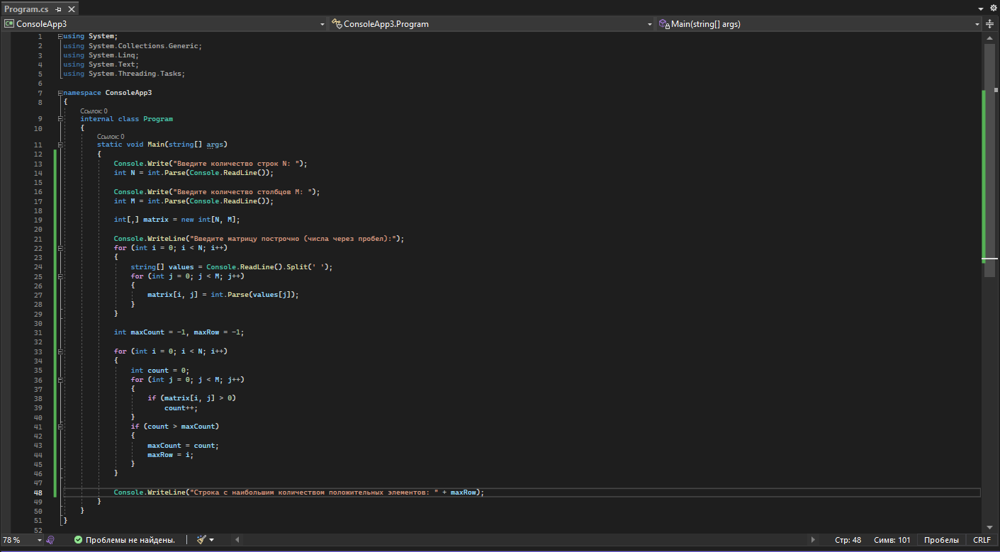 Program.cs
ConsoleApp3 ConsoleApp3.Program Main(string[] args)
1 using System;
2 using System.Collections.Generic;
3 using System.Linq;
4 using System.Text;
5 using System.Threading.Tasks;
6
7 namespace ConsoleApp3
8 {
Ссылок: 0
9 internal class Program
10 {
Ссылок: 0
11 static void Main(string[] args)
12 {
13 Console.Write("Введите количество строк N: ");
14 int N = int.Parse(Console.ReadLine());
15
16 Console.Write("Введите количество столбцов M: ");
17 int M = int.Parse(Console.ReadLine());
18
19 int[,] matrix = new int[N, M];
20
21 Console.WriteLine("Введите матрицу построчно (числа через пробел):");
22 for (int i = 0; i < N; i++)
23 {
24 string[] values = Console.ReadLine().Split(' ');
25 for (int j = 0; j < M; j++)
26 {
27 matrix[i, j] = int.Parse(values[j]);
28 }
29 }
30
31 int maxCount = -1, maxRow = -1;
32
33 for (int i = 0; i < N; i++)
34 {
35 int count = 0;
36 for (int j = 0; j < M; j++)
37 {
38 if (matrix[i, j] > 0)
39 count++;
40 }
41 if (count > maxCount)
42 {
43 maxCount = count;
44 maxRow = i;
45 }
46 }
47
48 Console.WriteLine("Строка с наибольшим количеством положительных элементов: " + maxRow);
49 }
50 }
51 }
52
78 % Проблемы не найдены. Стр: 48 Симв: 101 Пробелы CRLF